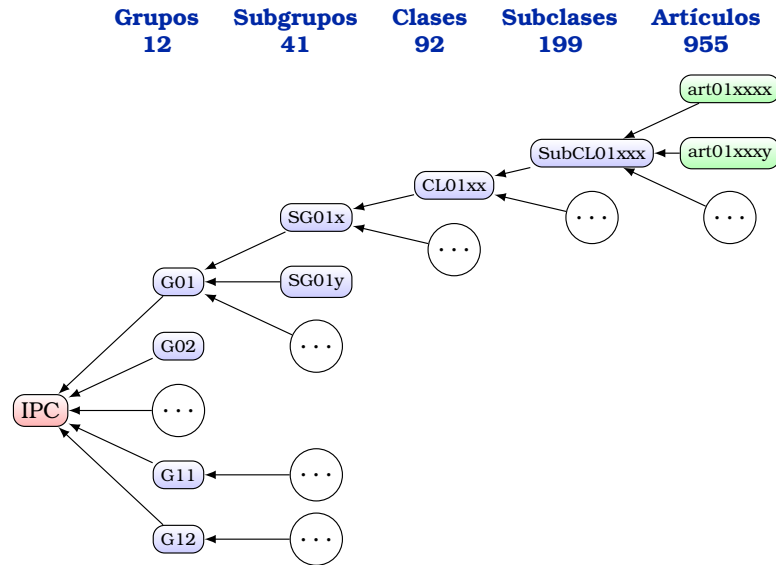 Grupos Subgrupos Clases Subclases Artículos
12 41 92 199 955
art01xxxx
SubCL01xxx art01xxxy
CL01xx
SG01x ... ...
...
G01 SG01y
G02 ...
IPC ...
G11 ...
G12 ...